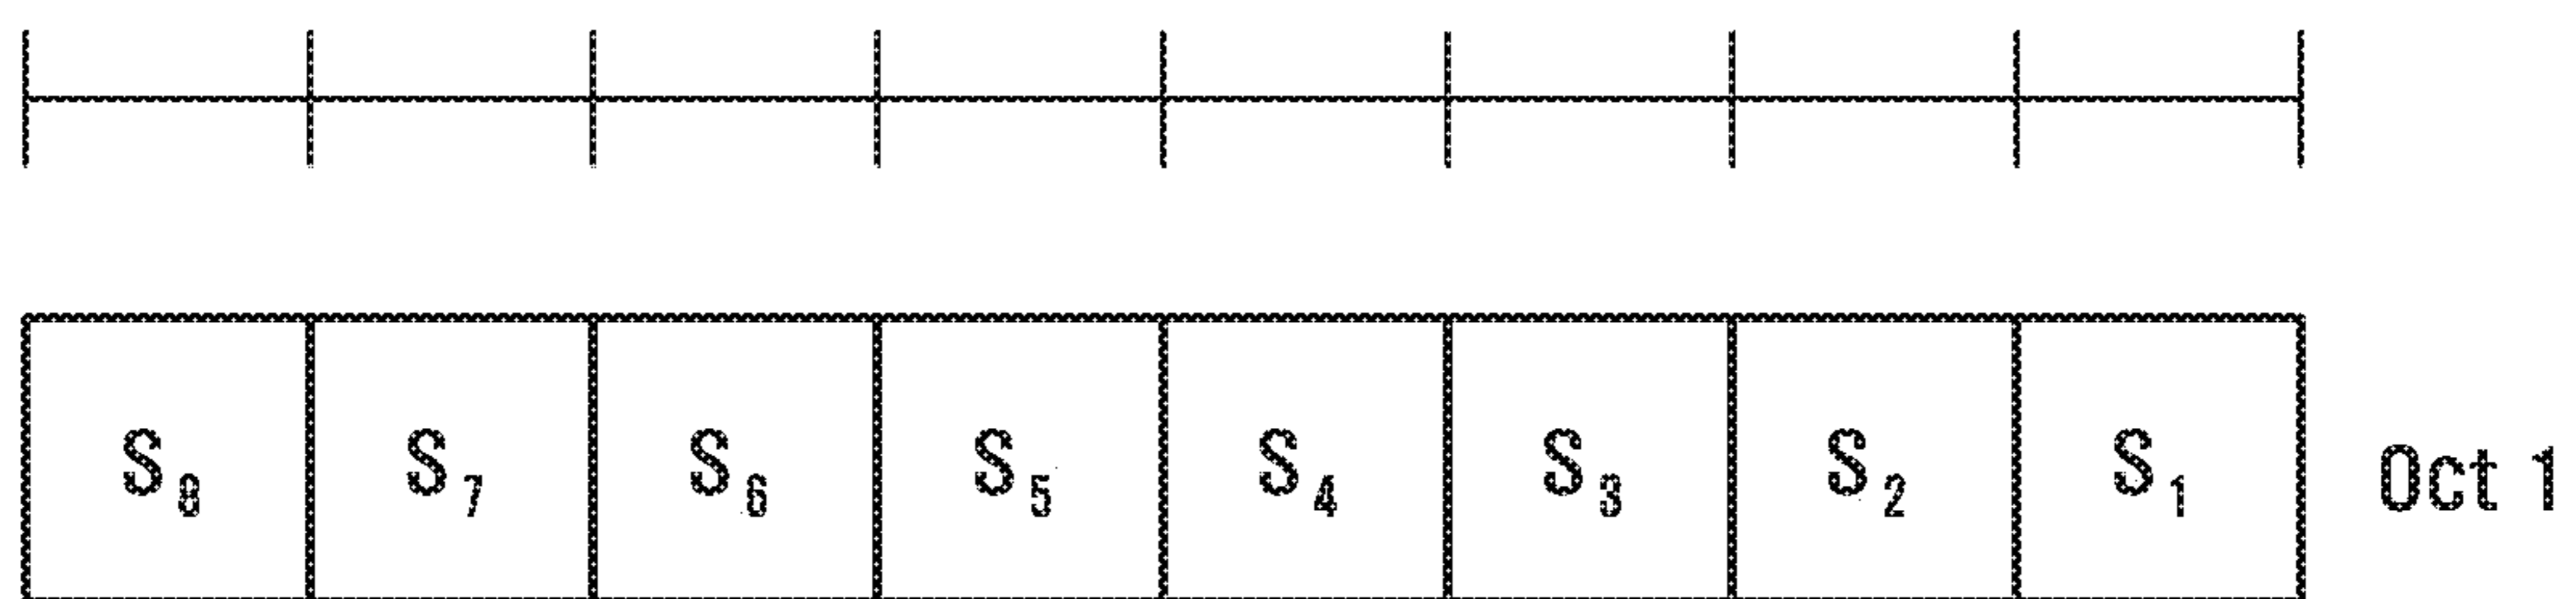 S₈ S₇ S₆ S₅ S₄ S₃ S₂ S₁ Oct 1